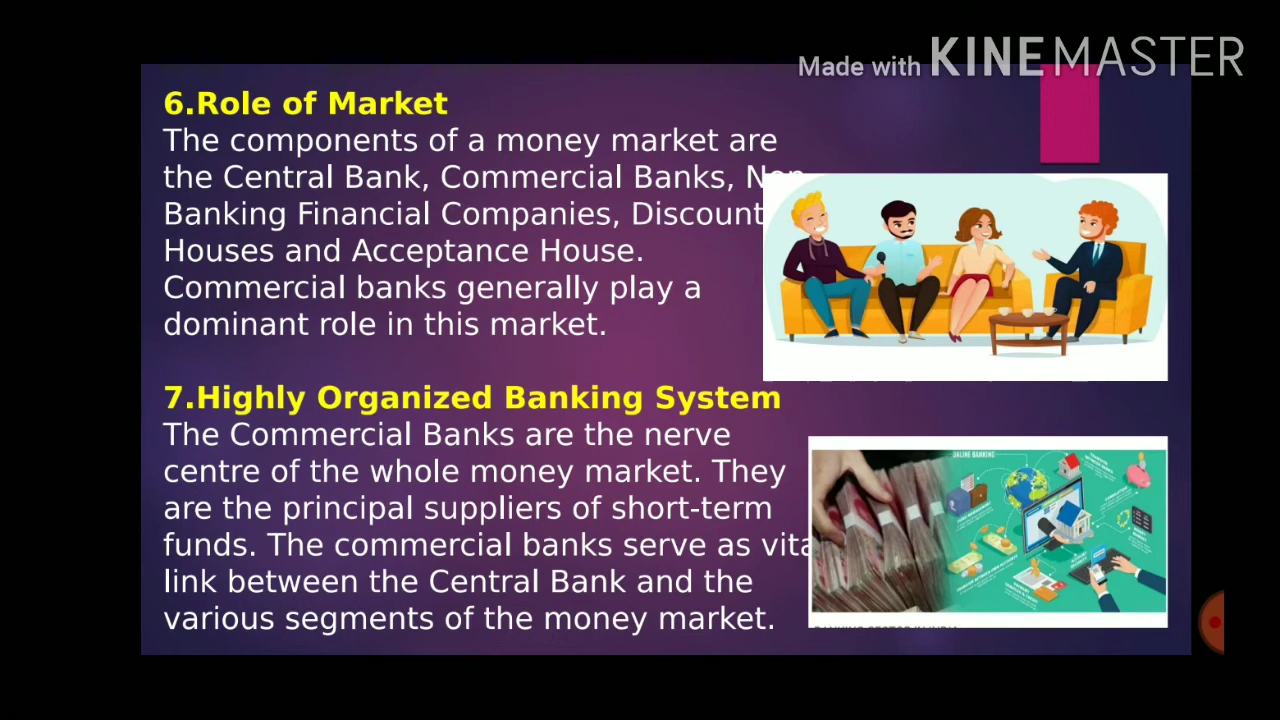 Made with KINEMASTER
6.Role of Market
The components of a money market are
the Central Bank, Commercial Banks, Non
Banking Financial Companies, Discount
Houses and Acceptance House.
Commercial banks generally play a
dominant role in this market.
7.Highly Organized Banking System
The Commercial Banks are the nerve
centre of the whole money market. They
are the principal suppliers of short-term
funds. The commercial banks serve as vita
link between the Central Bank and the
various segments of the money market.
ONLINE BANKING